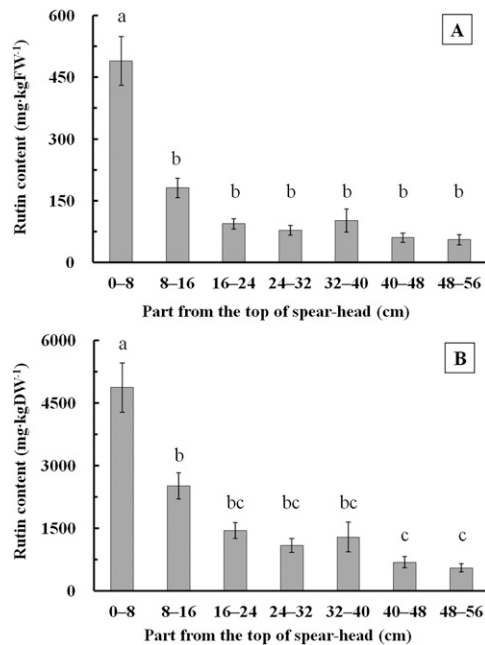 A
Rutin content (mg·kgFW⁻¹)
600
450
300
150
0
a
b
b
b
b
b
b
0–8 8–16 16–24 24–32 32–40 40–48 48–56
Part from the top of spear-head (cm)
B
Rutin content (mg·kgDW⁻¹)
6000
4500
3000
1500
0
a
b
bc
bc
bc
c
c
0–8 8–16 16–24 24–32 32–40 40–48 48–56
Part from the top of spear-head (cm)